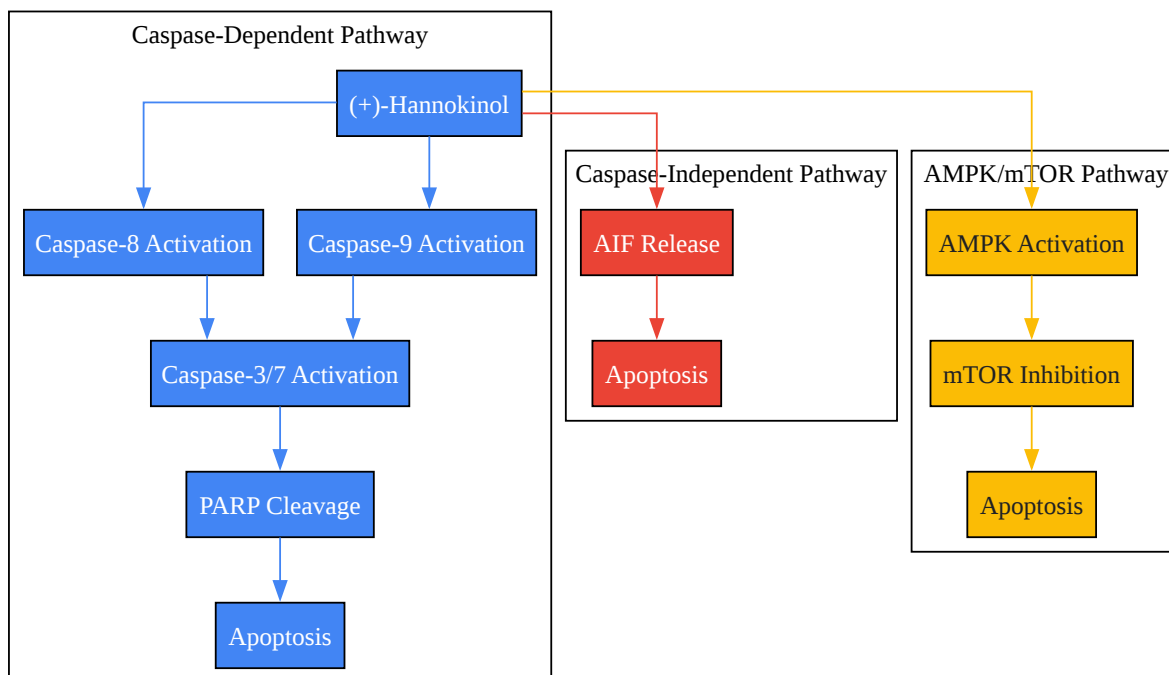 Caspase-Dependent Pathway
(+)-Hannokinol
Caspase-8 Activation
Caspase-9 Activation
Caspase-3/7 Activation
PARP Cleavage
Apoptosis
Caspase-Independent Pathway
AIF Release
Apoptosis
AMPK/mTOR Pathway
AMPK Activation
mTOR Inhibition
Apoptosis